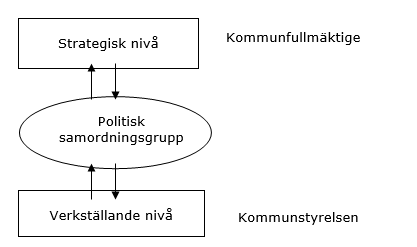 Strategisk nivå
Kommunfullmäktige
Politisk
samordningsgrupp
Verkställande nivå
Kommunstyrelsen